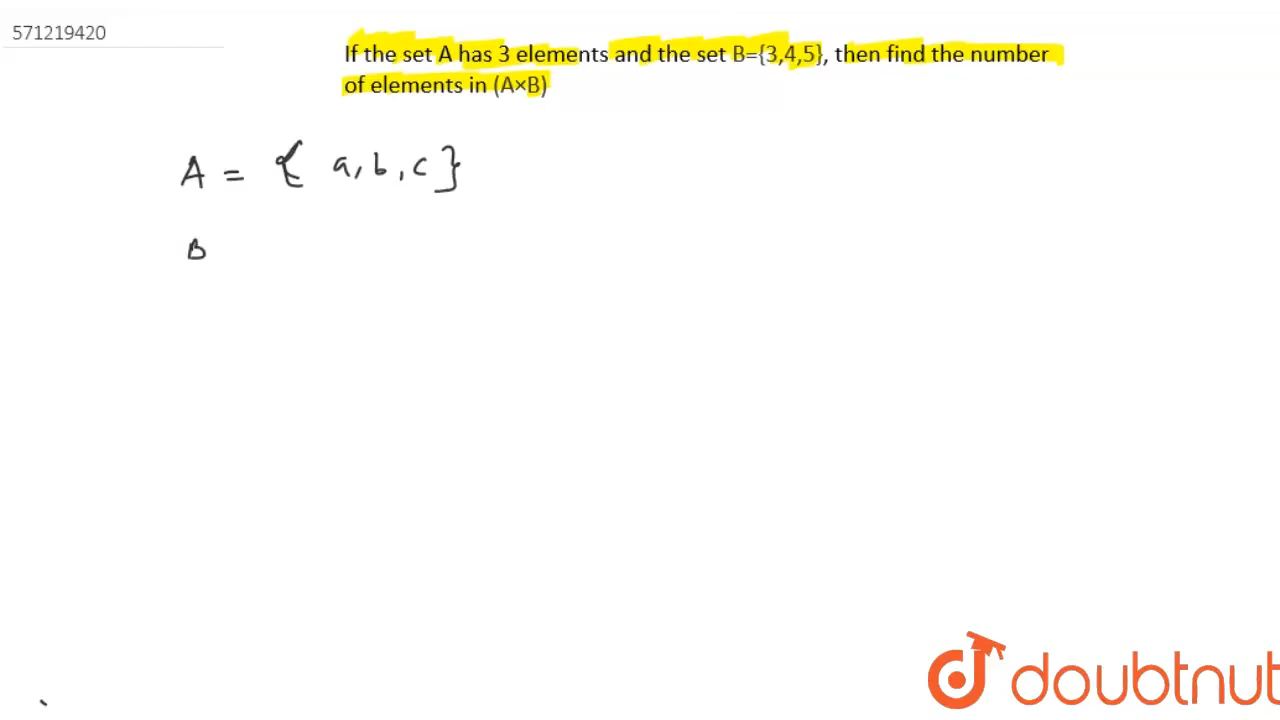 571219420
If the set A has 3 elements and the set B={3,4,5}, then find the number
of elements in (A×B)
A = { a, b, c }
B
doubtnut